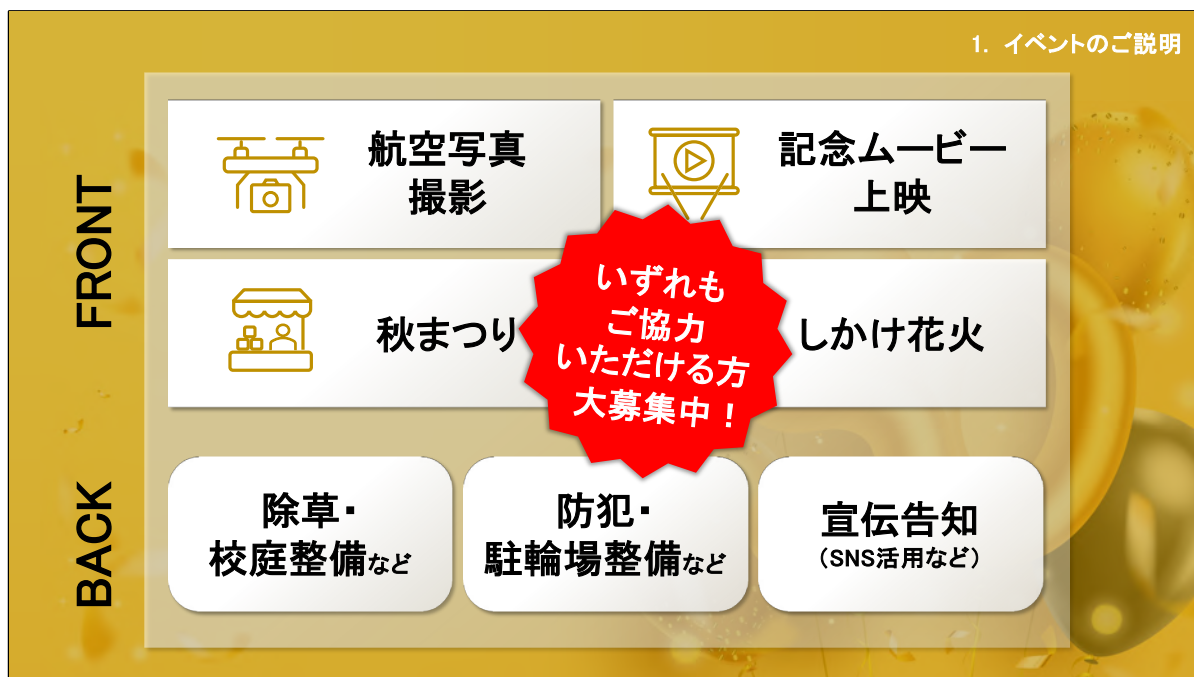 1. イベントのご説明
FRONT
航空写真
撮影
記念ムービー
上映
秋まつり
しかけ花火
いずれも
ご協力
いただける方
大募集中！
BACK
除草・
校庭整備など
防犯・
駐輪場整備など
宣伝告知
（SNS活用など）